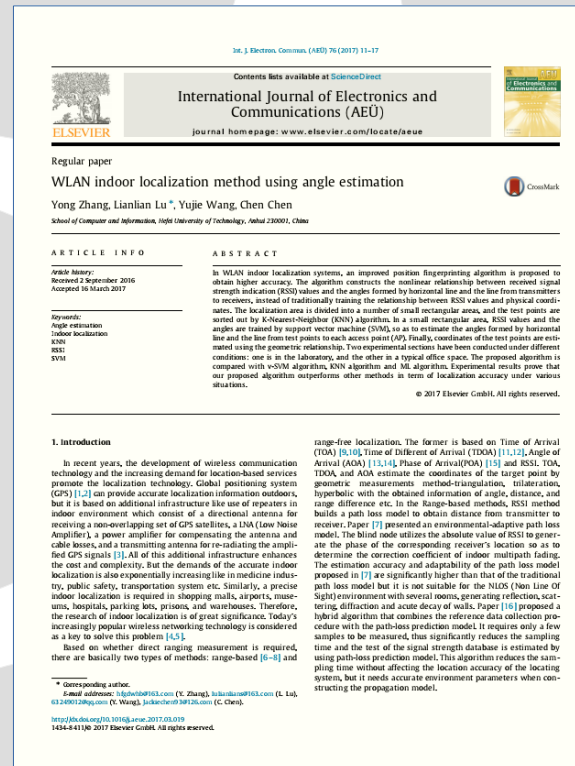 Int. J. Electron. Commun. (AEÜ) 76 (2017) 11–17
Contents lists available at ScienceDirect
International Journal of Electronics and
Communications (AEÜ)
journal homepage: www.elsevier.com/locate/aeue
ELSEVIER
Regular paper
WLAN indoor localization method using angle estimation
CrossMark
Yong Zhang, Lianlian Lu *, Yujie Wang, Chen Chen
School of Computer and Information, Hefei University of Technology, Anhui 230001, China
ARTICLE INFO
Article history:
Received 2 September 2016
Accepted 16 March 2017
Keywords:
Angle estimation
Indoor localization
KNN
RSSI
SVM
ABSTRACT
In WLAN indoor localization systems, an improved position fingerprinting algorithm is proposed to
obtain higher accuracy. The algorithm constructs the nonlinear relationship between received signal
strength indication (RSSI) values and the angles formed by horizontal line and the line from transmitters
to receivers, instead of traditionally training the relationship between RSSI values and physical coordi-
nates. The localization area is divided into a number of small rectangular areas, and the test points are
sorted out by K-Nearest-Neighbor (KNN) algorithm. In a small rectangular area, RSSI values and the
angles are trained by support vector machine (SVM), so as to estimate the angles formed by horizontal
line and the line from test points to each access point (AP). Finally, coordinates of the test points are esti-
mated using the geometric relationship. Two experimental sections have been conducted under different
conditions: one is in the laboratory, and the other in a typical office space. The proposed algorithm is
compared with v-SVM algorithm, KNN algorithm and ML algorithm. Experimental results prove that
our proposed algorithm outperforms other methods in term of localization accuracy under various
situations.
© 2017 Elsevier GmbH. All rights reserved.
1. Introduction
In recent years, the development of wireless communication
technology and the increasing demand for location-based services
promote the localization technology. Global positioning system
(GPS) [1,2] can provide accurate localization information outdoors,
but it is based on additional infrastructure like use of repeaters in
indoor environment which consist of a directional antenna for
receiving a non-overlapping set of GPS satellites, a LNA (Low Noise
Amplifier), a power amplifier for compensating the antenna and
cable losses, and a transmitting antenna for re-radiating the ampli-
fied GPS signals [3]. All of this additional infrastructure enhances
the cost and complexity. But the demands of the accurate indoor
localization is also exponentially increasing like in medicine indus-
try, public safety, transportation system etc. Similarly, a precise
indoor localization is required in shopping malls, airports, muse-
ums, hospitals, parking lots, prisons, and warehouses. Therefore,
the research of indoor localization is of great significance. Today's
increasingly popular wireless networking technology is considered
as a key to solve this problem [4,5].
Based on whether direct ranging measurement is required,
there are basically two types of methods: range-based [6–8] and
* Corresponding author.
E-mail addresses: hfgdwhb@163.com (Y. Zhang), lulianlians@163.com (L. Lu),
63249012@qq.com (Y. Wang), Jackiechen93@126.com (C. Chen).
http://dx.doi.org/10.1016/j.aeue.2017.03.019
1434-8411/© 2017 Elsevier GmbH. All rights reserved.
range-free localization. The former is based on Time of Arrival
(TOA) [9,10], Time of Different of Arrival (TDOA) [11,12], Angle of
Arrival (AOA) [13,14], Phase of Arrival(POA) [15] and RSSI. TOA,
TDOA, and AOA estimate the coordinates of the target point by
geometric measurements method-triangulation, trilateration,
hyperbolic with the obtained information of angle, distance, and
range difference etc. In the Range-based methods, RSSI method
builds a path loss model to obtain distance from transmitter to
receiver. Paper [7] presented an environmental-adaptive path loss
model. The blind node utilizes the absolute value of RSSI to gener-
ate the phase of the corresponding receiver's location so as to
determine the correction coefficient of indoor multipath fading.
The estimation accuracy and adaptability of the path loss model
proposed in [7] are significantly higher than that of the traditional
path loss model but it is not suitable for the NLOS (Non Line Of
Sight) environment with several rooms, generating reflection, scat-
tering, diffraction and acute decay of walls. Paper [16] proposed a
hybrid algorithm that combines the reference data collection pro-
cedure with the path-loss prediction model. It requires only a few
samples to be measured, thus significantly reduces the sampling
time and the test of the signal strength database is estimated by
using path-loss prediction model. This algorithm reduces the sam-
pling time without affecting the location accuracy of the locating
system, but it needs accurate environment parameters when con-
structing the propagation model.